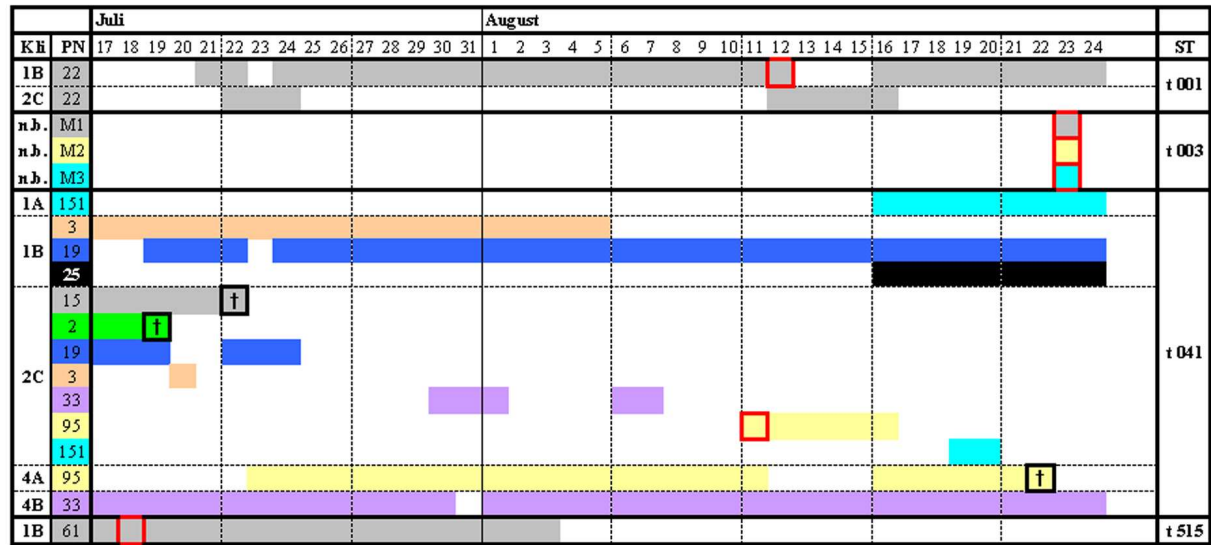 Juli August
Kli PN 17 18 19 20 21 22 23 24 25 26 27 28 29 30 31 1 2 3 4 5 6 7 8 9 10 11 12 13 14 15 16 17 18 19 20 21 22 23 24 ST
1B 22 t 001
2C 22
n.b. M1
n.b. M2 t 003
n.b. M3
1A 151
3
1B 19
25
15 †
2 †
19 t 041
2C 3
33
95
151
4A 95 †
4B 33
1B 61 t 515